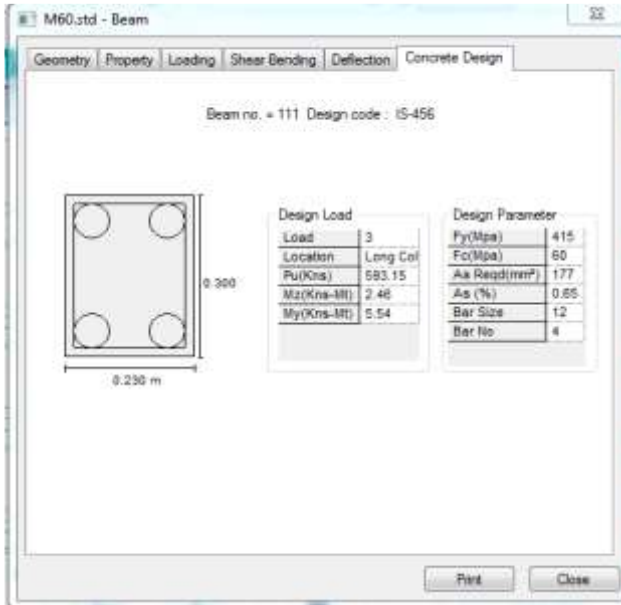 M60.std - Beam
Geometry Property Loading Shear Bending Deflection Concrete Design
Beam no. = 111 Design code : IS-456
0.300
0.230 m
Design Load
Load 3
Location Long Col
Pu(Kns) 583.15
Mz(Kns-Mt) 2.46
My(Kns-Mt) 5.54
Design Parameter
Fy(Mpa) 415
Fc(Mpa) 60
As Reqd(mm²) 177
As (%) 0.65
Bar Size 12
Bar No 4
Print Close